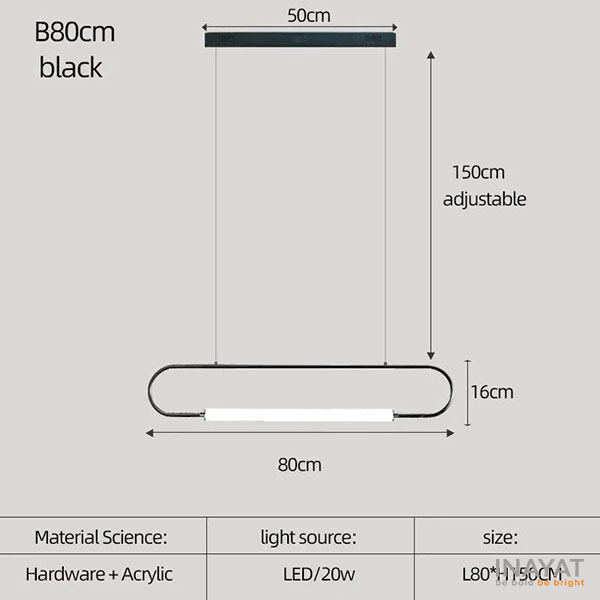 B80cm
black
50cm
150cm
adjustable
16cm
80cm
Material Science: light source: size:
Hardware + Acrylic LED/20w L80*H150CM
INAYAT
be bold be bright